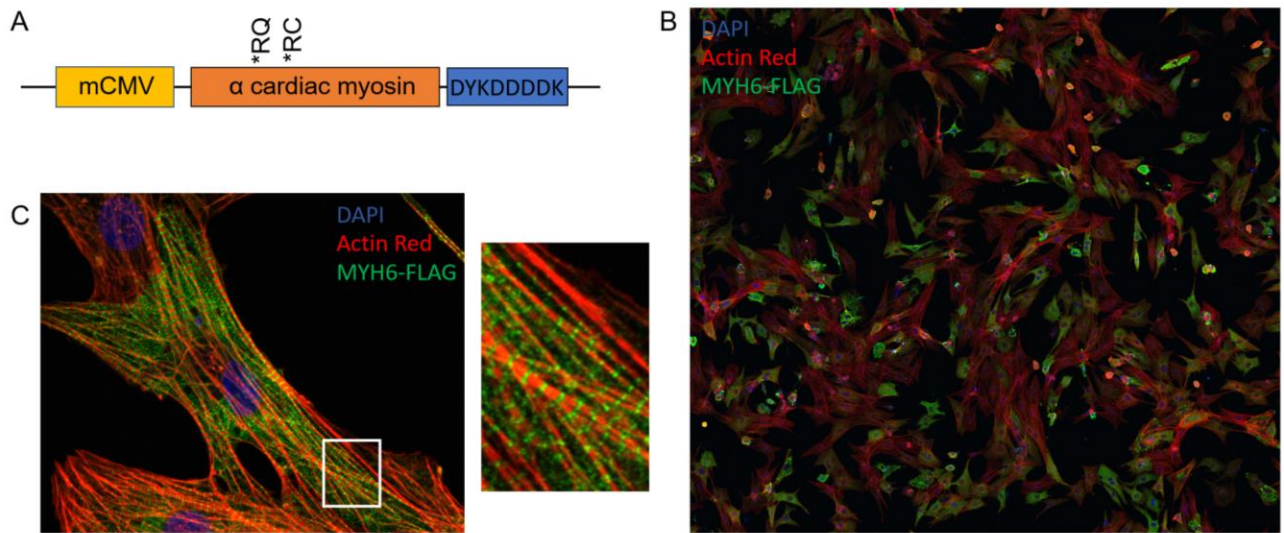 A
*RQ
*RC
mCMV
α cardiac myosin
DYKDDDDK
B
DAPI
Actin Red
MYH6-FLAG
C
DAPI
Actin Red
MYH6-FLAG